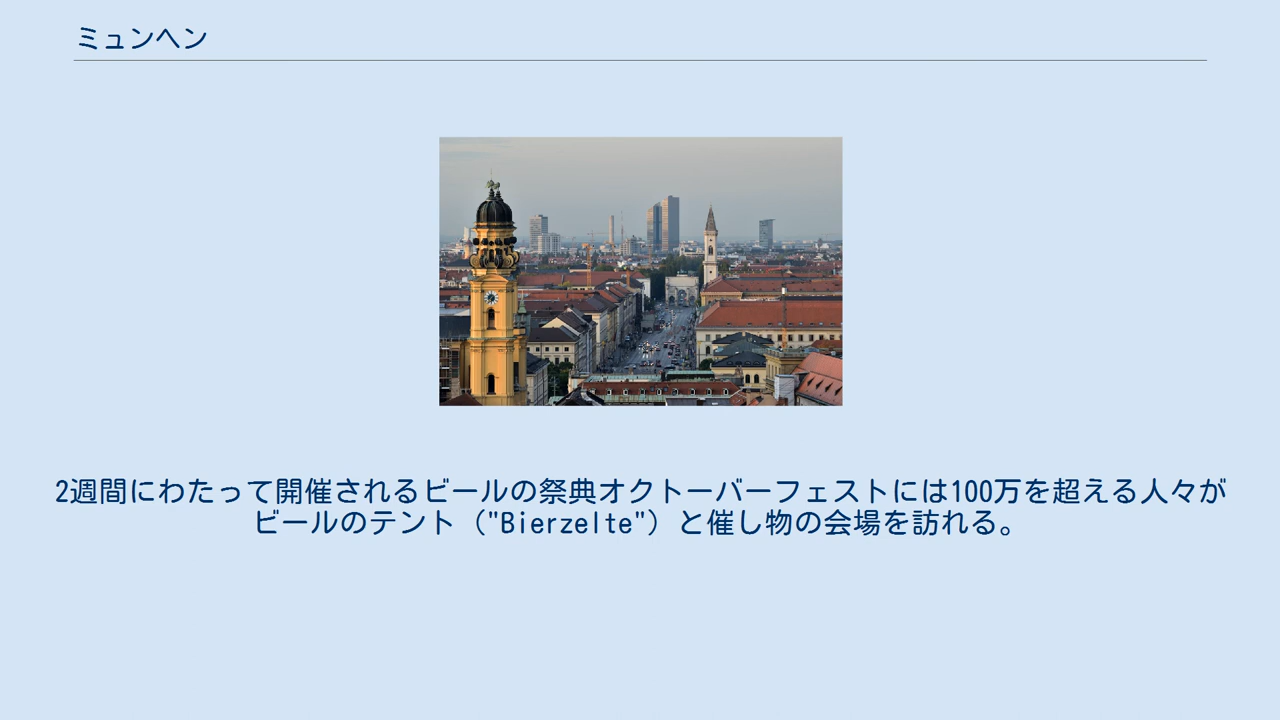 ミュンヘン
2週間にわたって開催されるビールの祭典オクトーバーフェストには100万を超える人々が
ビールのテント（"Bierzelte"）と催し物の会場を訪れる。